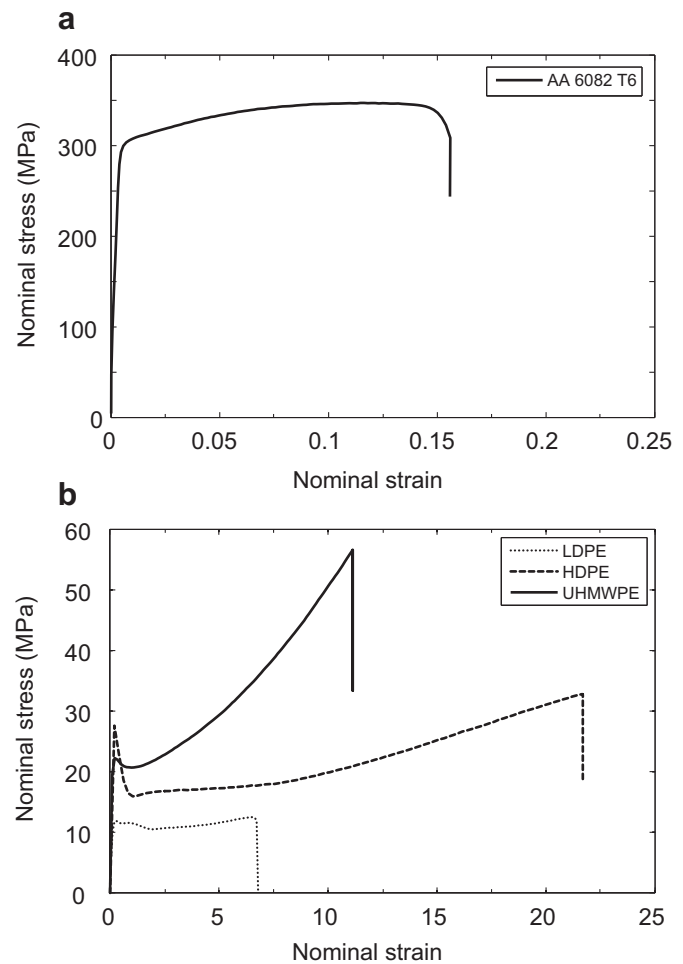 a
400
300
200
100
0
Nominal stress (MPa)
AA 6082 T6
0 0.05 0.1 0.15 0.2 0.25
Nominal strain
b
60
50
40
30
20
10
0
Nominal stress (MPa)
LDPE
HDPE
UHMWPE
0 5 10 15 20 25
Nominal strain